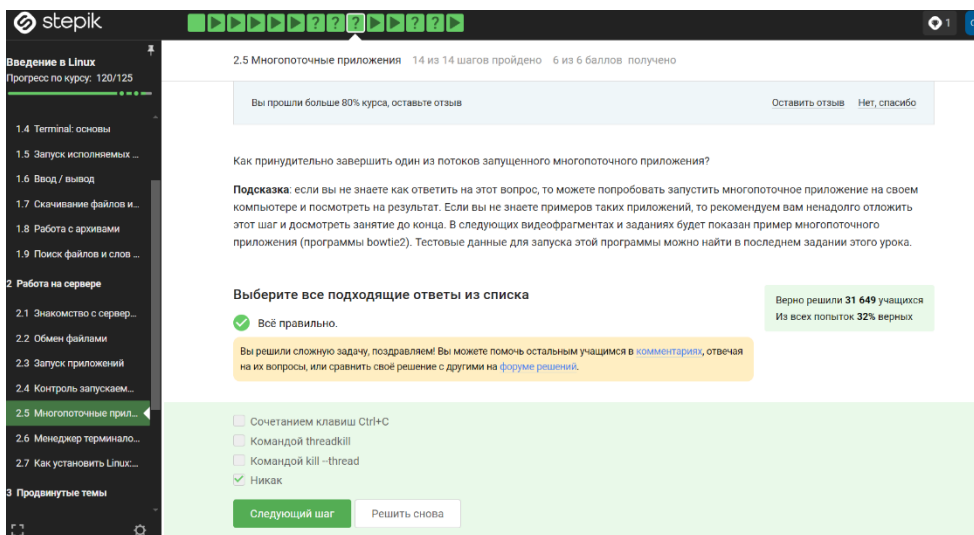 stepik
1
Введение в Linux
Прогресс по курсу: 120/125
1.4 Terminal: основы
1.5 Запуск исполняемых ...
1.6 Ввод / вывод
1.7 Скачивание файлов и...
1.8 Работа с архивами
1.9 Поиск файлов и слов ...
2 Работа на сервере
2.1 Знакомство с сервер...
2.2 Обмен файлами
2.3 Запуск приложений
2.4 Контроль запускаем...
2.5 Многопоточные прил...
2.6 Менеджер терминало...
2.7 Как установить Linux:...
3 Продвинутые темы
2.5 Многопоточные приложения 14 из 14 шагов пройдено 6 из 6 баллов получено
Вы прошли больше 80% курса, оставьте отзыв
Оставить отзыв Нет, спасибо
Как принудительно завершить один из потоков запущенного многопоточного приложения?
Подсказка: если вы не знаете как ответить на этот вопрос, то можете попробовать запустить многопоточное приложение на своем
компьютере и посмотреть на результат. Если вы не знаете примеров таких приложений, то рекомендуем вам ненадолго отложить
этот шаг и досмотреть занятие до конца. В следующих видеофрагментах и заданиях будет показан пример многопоточного
приложения (программы bowtie2). Тестовые данные для запуска этой программы можно найти в последнем задании этого урока.
Выберите все подходящие ответы из списка
Верно решили 31 649 учащихся
Из всех попыток 32% верных
Всё правильно.
Вы решили сложную задачу, поздравляем! Вы можете помочь остальным учащимся в комментариях, отвечая
на их вопросы, или сравнить своё решение с другими на форуме решений.
Сочетанием клавиш Ctrl+C
Командой threadkill
Командой kill --thread
Никак
Следующий шаг
Решить снова